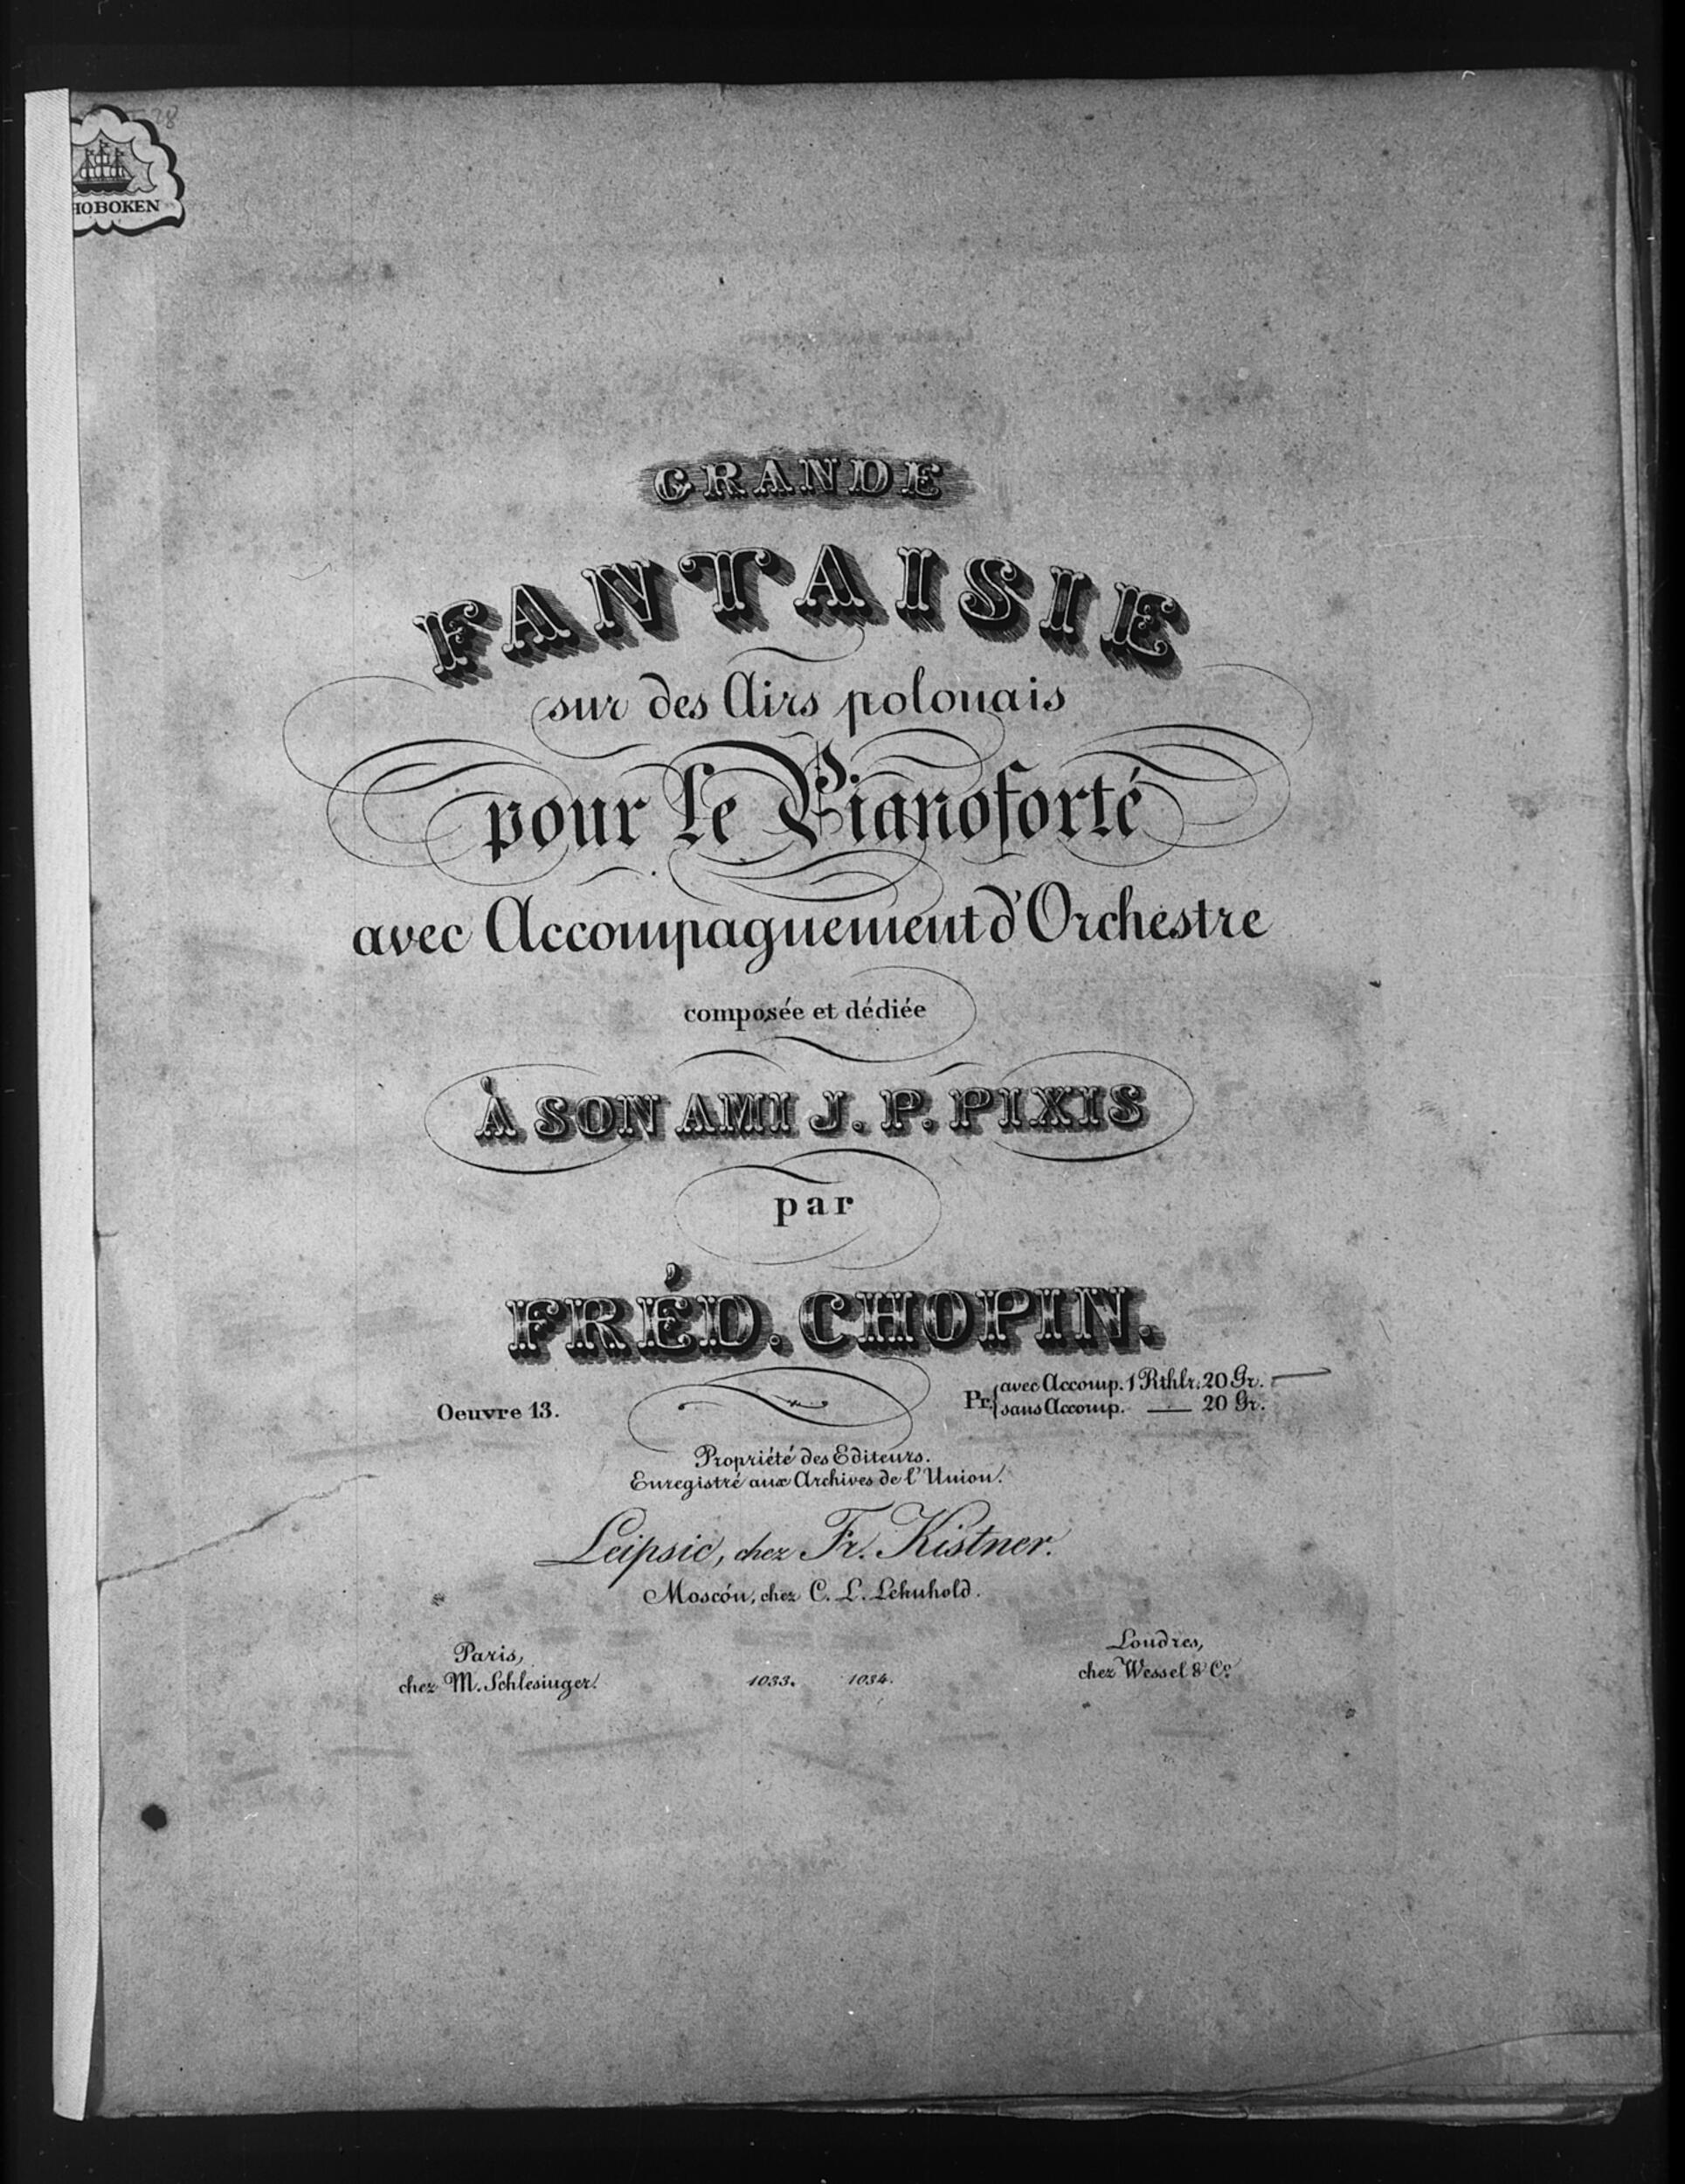 HOBOKEN
GRANDE
FANTAISIE
sur des Airs polonais
pour le Pianoforté
avec Accompagnement d'Orchestre
composée et dédiée
À SON AMI J. P. PIXIS
par
FRÉD. CHOPIN.
Oeuvre 13.
Pr. { avec Accomp. 1 Rthlr. 20 Gr.
sans Accomp. — 20 Gr.
Propriété des Editeurs.
Enregistré aux Archives de l'Union.
Leipsic, chez Fr. Kistner.
Moscou, chez C. L. Lehnhold.
Paris,
chez M. Schlesinger.
1033. 1034.
Londres,
chez Wessel & Co.